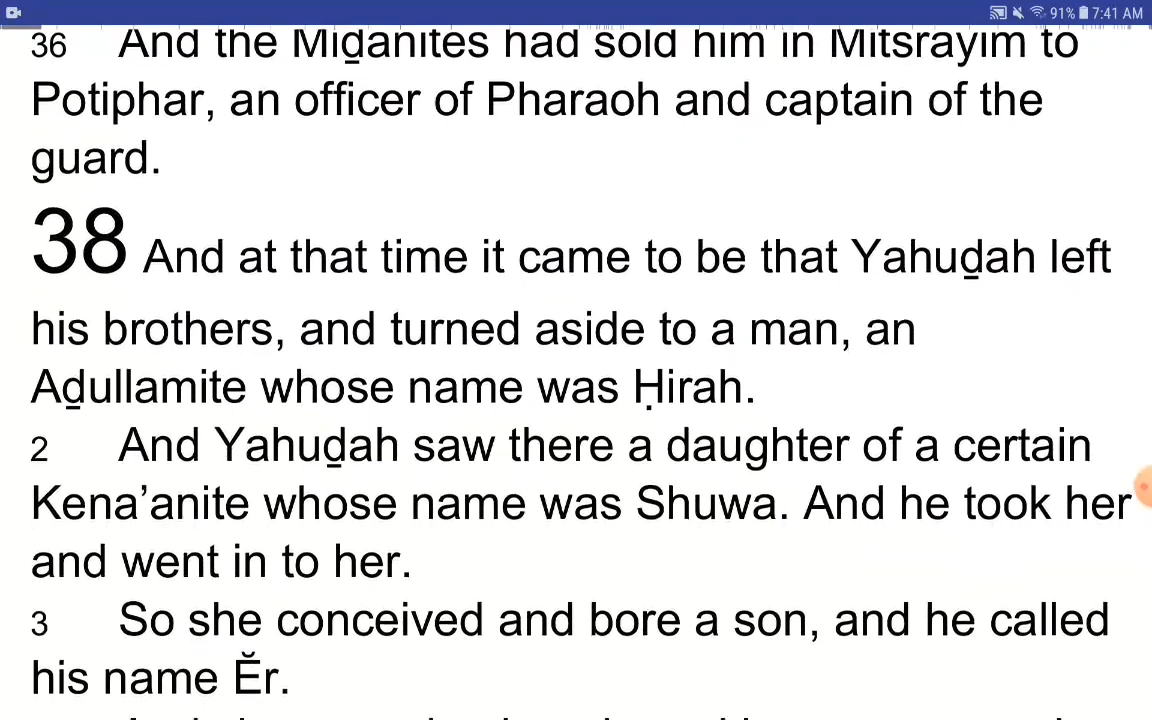 91% 7:41 AM
36 And the Miḏanites had sold him in Mitsrayim to
Potiphar, an officer of Pharaoh and captain of the
guard.
38 And at that time it came to be that Yahuḏah left
his brothers, and turned aside to a man, an
Aḏullamite whose name was Ḥirah.
2 And Yahuḏah saw there a daughter of a certain
Kena’anite whose name was Shuwa. And he took her
and went in to her.
3 So she conceived and bore a son, and he called
his name Ĕr.